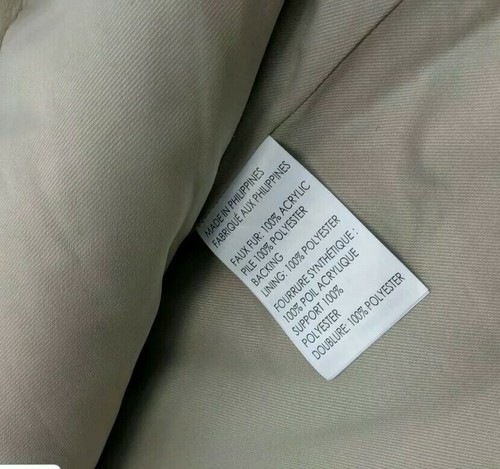 MADE IN PHILIPPINES
FABRIQUÉ AUX PHILIPPINES
FAUX FUR: 100% ACRYLIC
PILE 100% POLYESTER
BACKING
LINING: 100% POLYESTER
FOURRURE SYNTHÉTIQUE :
100% POIL ACRYLIQUE
SUPPORT 100%
POLYESTER
DOUBLURE: 100% POLYESTER